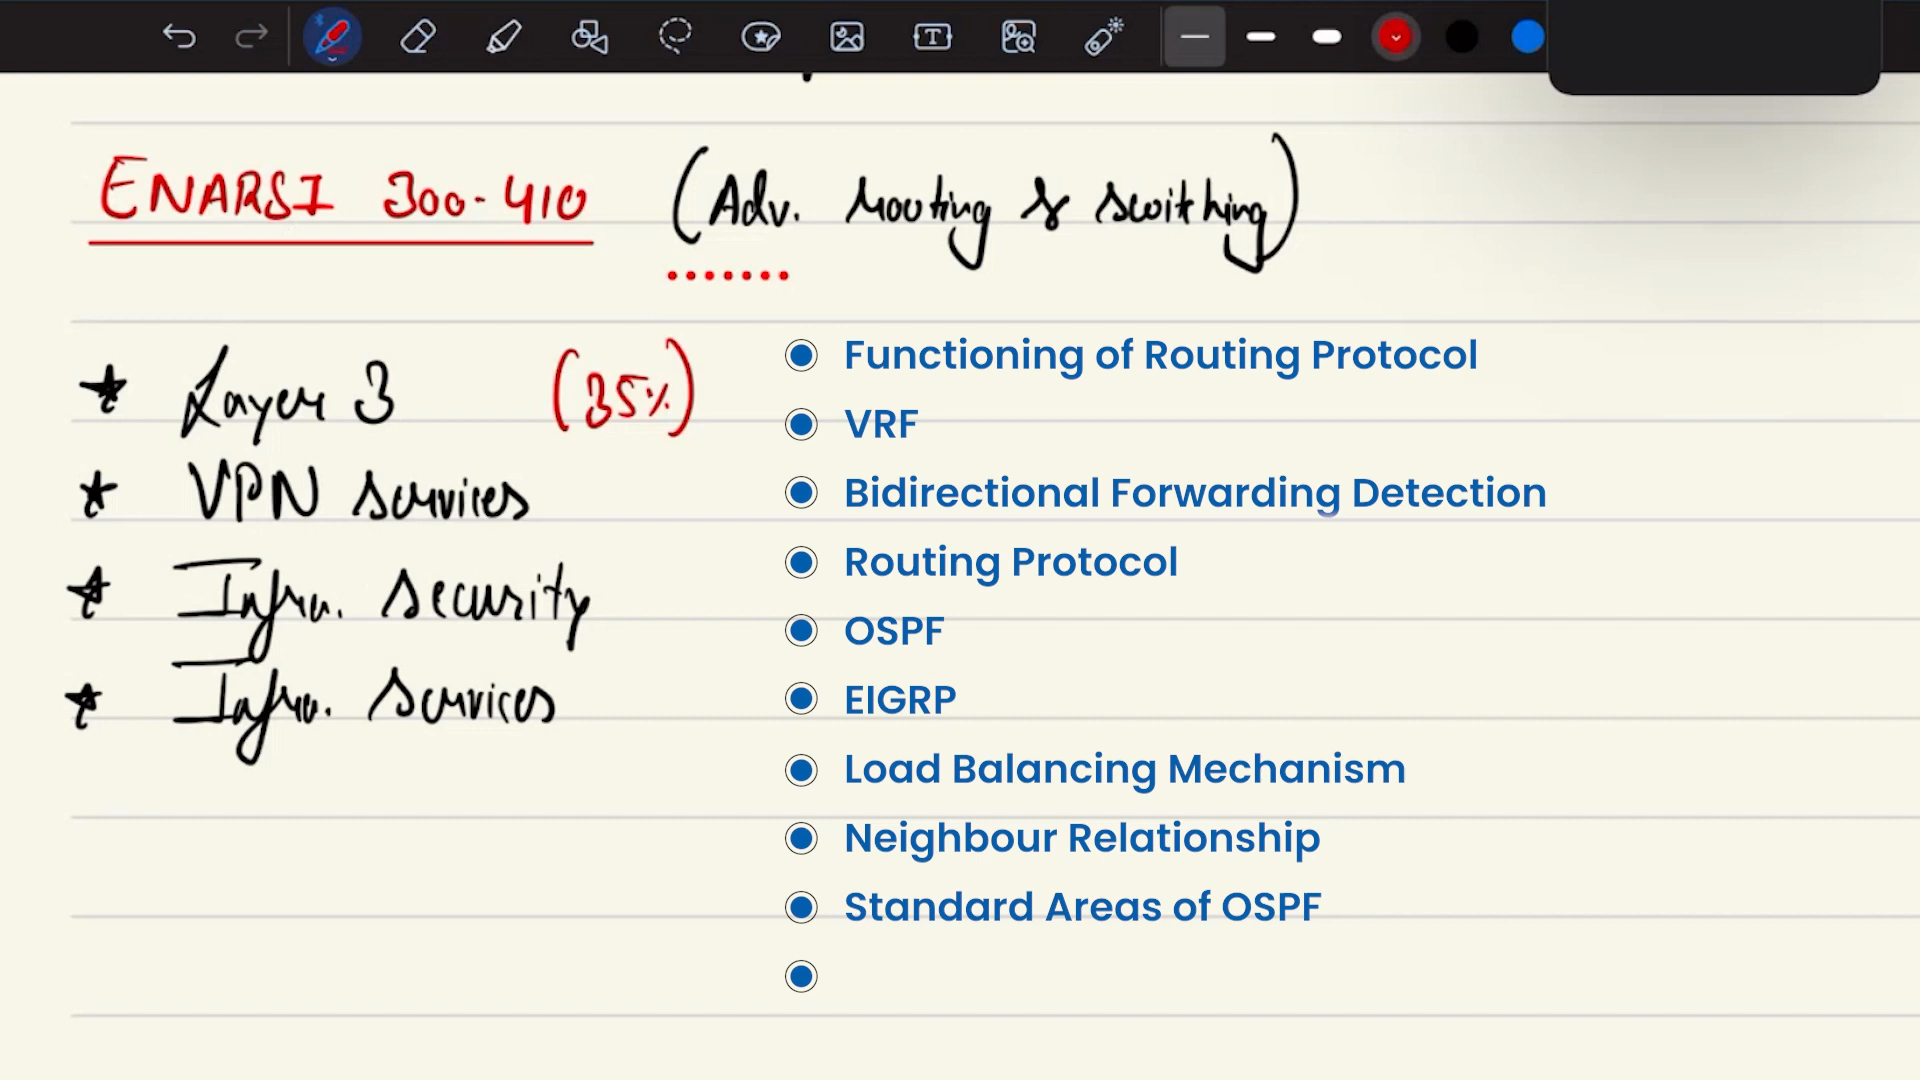 ENARSI 300-410 (Adv. routing & switching)
* Layer 3 (35%)
* VPN services
* Infra. security
* Infra. services
Functioning of Routing Protocol
VRF
Bidirectional Forwarding Detection
Routing Protocol
OSPF
EIGRP
Load Balancing Mechanism
Neighbour Relationship
Standard Areas of OSPF